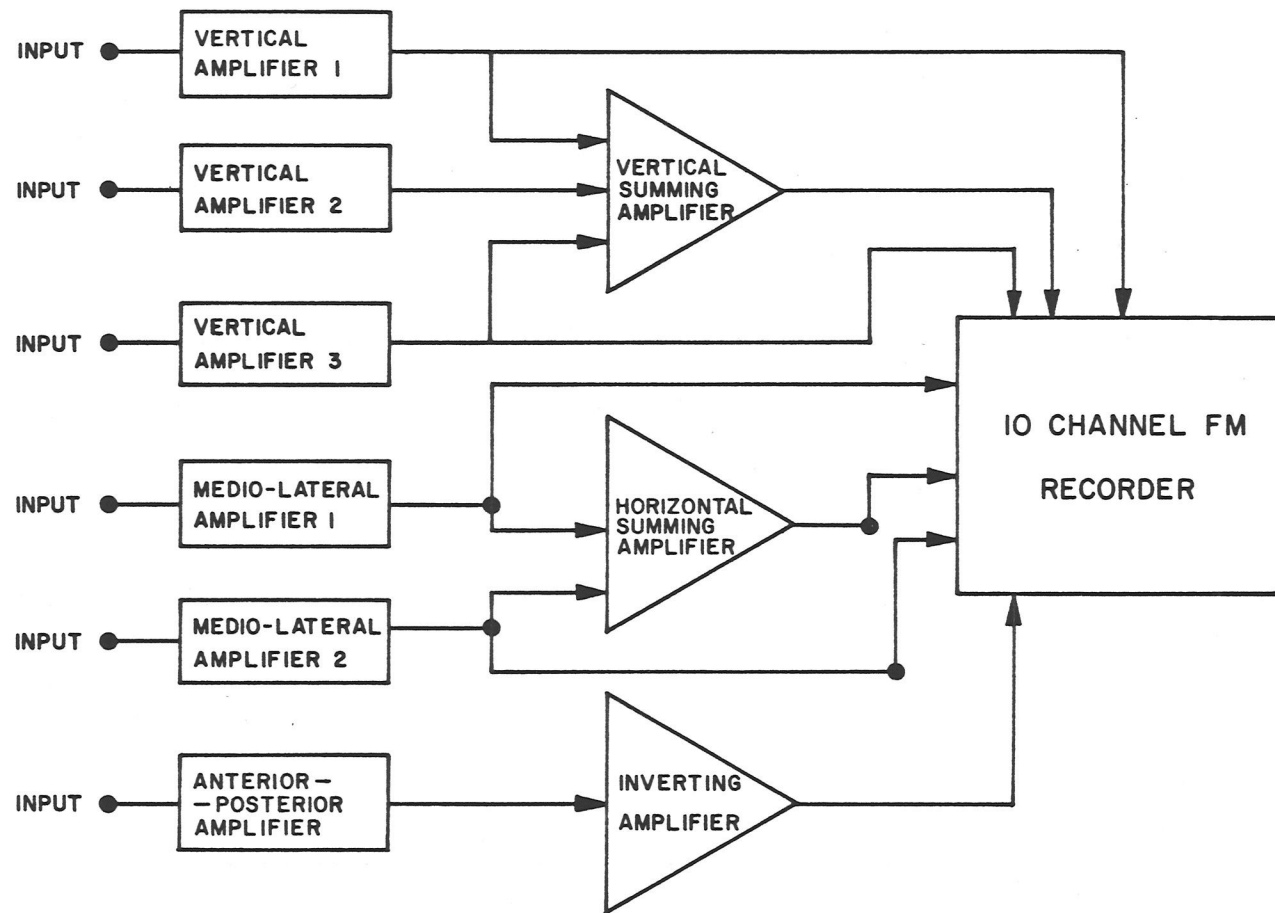 INPUT
VERTICAL
AMPLIFIER 1
INPUT
VERTICAL
AMPLIFIER 2
VERTICAL
SUMMING
AMPLIFIER
INPUT
VERTICAL
AMPLIFIER 3
10 CHANNEL FM
RECORDER
INPUT
MEDIO-LATERAL
AMPLIFIER 1
HORIZONTAL
SUMMING
AMPLIFIER
INPUT
MEDIO-LATERAL
AMPLIFIER 2
INPUT
ANTERIOR-
-POSTERIOR
AMPLIFIER
INVERTING
AMPLIFIER